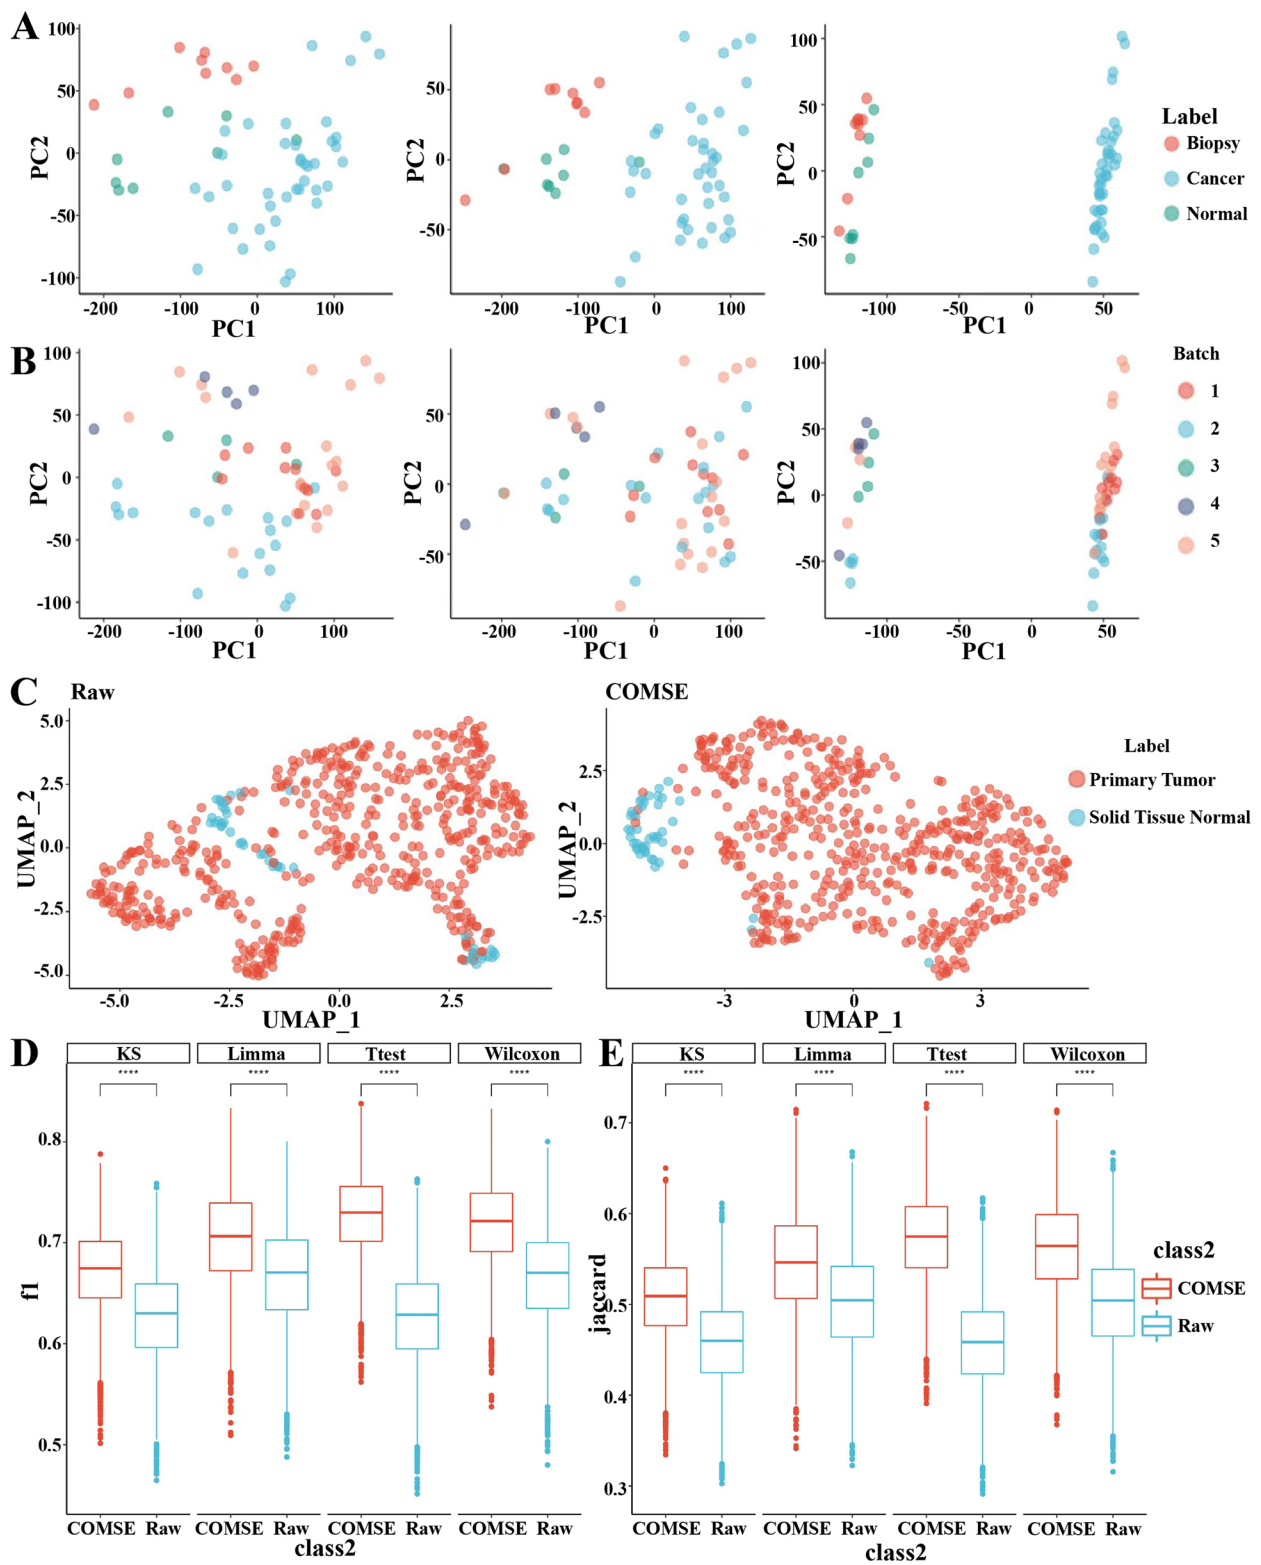 A
100
50
0
-50
-100
PC2
-200 -100 0 100
PC1
50
0
-50
PC2
-200 -100 0 100
PC1
100
50
0
-50
PC2
-100 -50 0 50
PC1
Label
Biopsy
Cancer
Normal
B
100
50
0
-50
-100
PC2
-200 -100 0 100
PC1
50
0
-50
PC2
-200 -100 0 100
PC1
100
50
0
-50
PC2
-100 -50 0 50
PC1
Batch
1
2
3
4
5
C Raw
5.0
2.5
0.0
-2.5
-5.0
UMAP_2
-5.0 -2.5 0.0 2.5
UMAP_1
COMSE
2.5
0.0
-2.5
UMAP_2
-3 0 3
UMAP_1
Label
Primary Tumor
Solid Tissue Normal
D
KS Limma Ttest Wilcoxon
**** **** **** ****
0.8
0.7
0.6
0.5
f1
COMSE Raw COMSE Raw COMSE Raw COMSE Raw
class2
E
KS Limma Ttest Wilcoxon
**** **** **** ****
0.7
0.6
0.5
0.4
0.3
jaccard
COMSE Raw COMSE Raw COMSE Raw COMSE Raw
class2
class2
COMSE
Raw